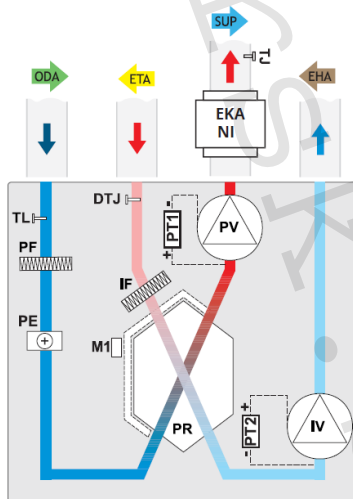 SUP
ODA
ETA
EHA
TJ
EKA
NI
DTJ
TL
PT1
-
+
PV
PF
IF
PE
M1
PR
PT2
+
-
IV